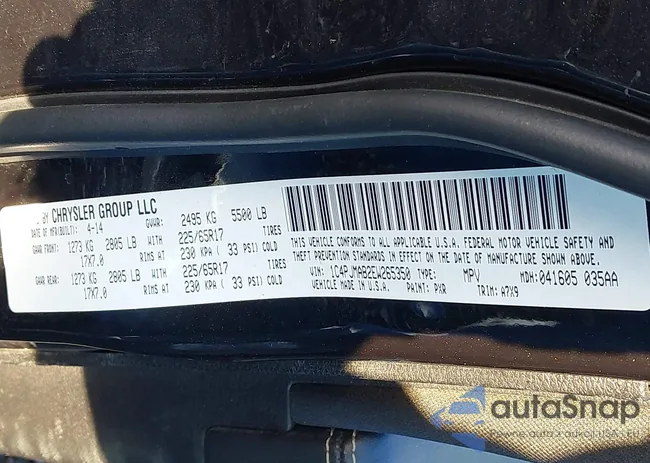 BY CHRYSLER GROUP LLC
DATE OF MFR(BUILT): 4-14 GVWR: 2495 KG 5500 LB
GAWR FRONT: 1273 KG 2805 LB WITH 225/65R17 TIRES
17X7.0 RIMS AT 230 KPA ( 33 PSI) COLD
GAWR REAR: 1273 KG 2805 LB WITH 225/65R17 TIRES
17X7.0 RIMS AT 230 KPA ( 33 PSI) COLD
THIS VEHICLE CONFORMS TO ALL APPLICABLE U.S.A. FEDERAL MOTOR VEHICLE SAFETY AND
THEFT PREVENTION STANDARDS IN EFFECT ON THE DATE OF MANUFACTURE SHOWN ABOVE.
VIN: 1C4PJMAB2EW265350 TYPE: MPV MDH: 041605 035AA
PAINT: PXR TRIM: A7X9
autoSnap